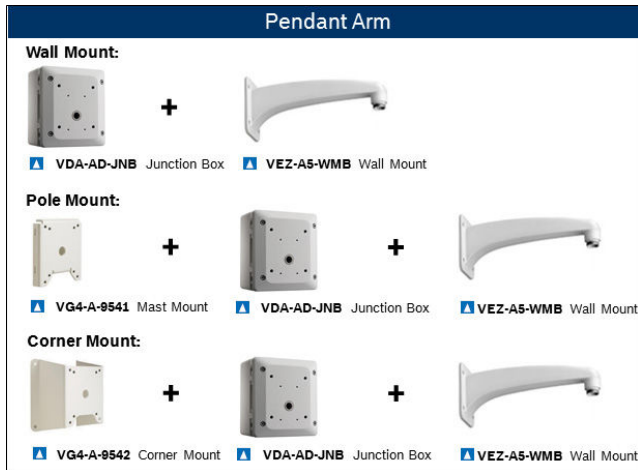 Pendant Arm
Wall Mount:
+
VDA-AD-JNB Junction Box VEZ-A5-WMB Wall Mount
Pole Mount:
+ +
VG4-A-9541 Mast Mount VDA-AD-JNB Junction Box VEZ-A5-WMB Wall Mount
Corner Mount:
+ +
VG4-A-9542 Corner Mount VDA-AD-JNB Junction Box VEZ-A5-WMB Wall Mount